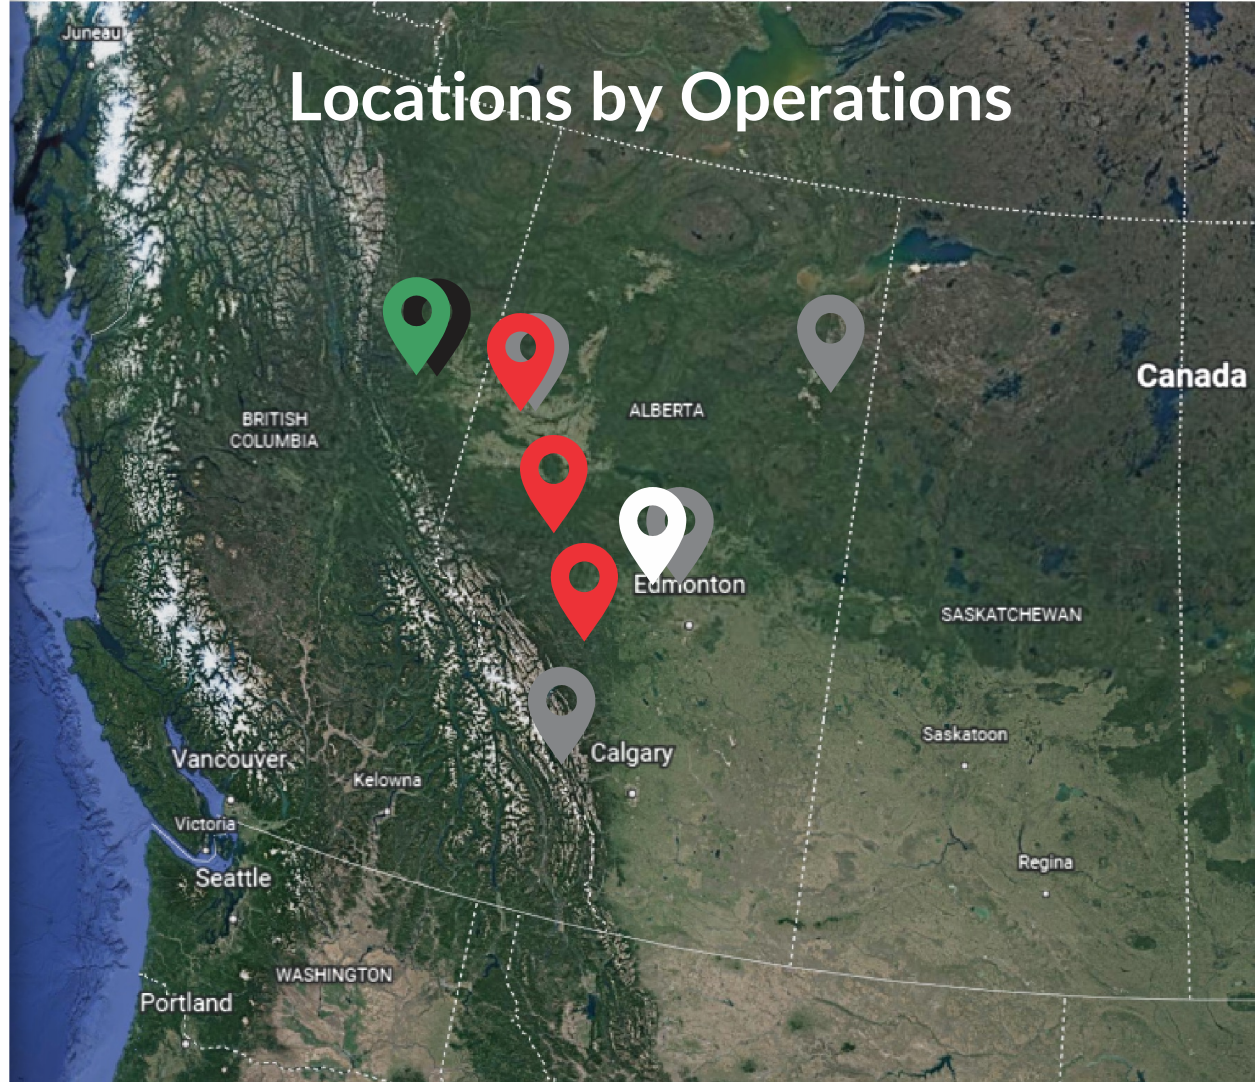 Juneau
Locations by Operations
Canada
BRITISH
COLUMBIA
ALBERTA
Edmonton
SASKATCHEWAN
Saskatoon
Calgary
Vancouver
Kelowna
Victoria
Regina
Seattle
WASHINGTON
Portland